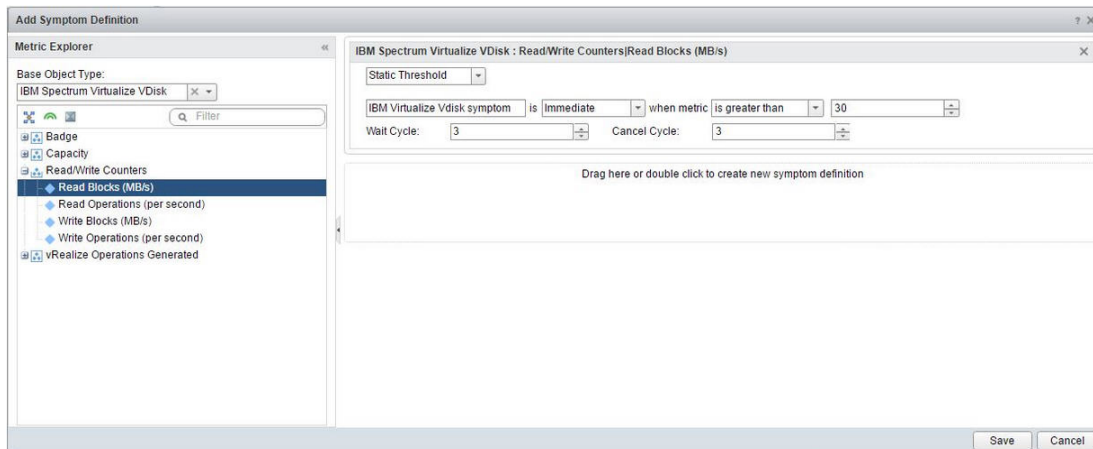 Add Symptom Definition
Metric Explorer
Base Object Type:
IBM Spectrum Virtualize VDisk
Filter
Badge
Capacity
Read/Write Counters
Read Blocks (MB/s)
Read Operations (per second)
Write Blocks (MB/s)
Write Operations (per second)
vRealize Operations Generated
IBM Spectrum Virtualize VDisk : Read/Write Counters|Read Blocks (MB/s)
Static Threshold
IBM Virtualize Vdisk symptom is Immediate when metric is greater than 30
Wait Cycle: 3 Cancel Cycle: 3
Drag here or double click to create new symptom definition
Save Cancel